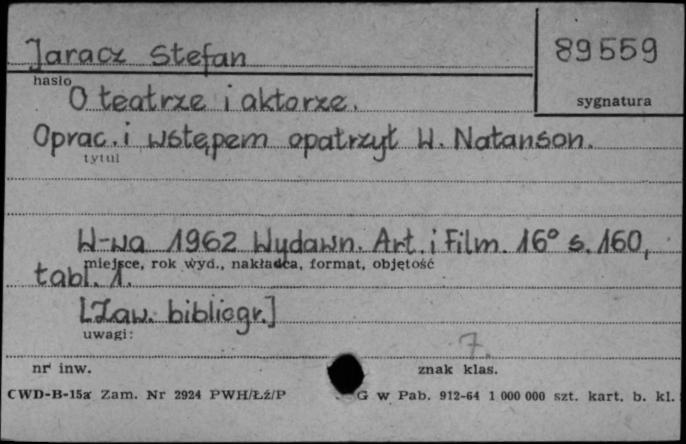 Jaracz Stefan
89559
hasło
sygnatura
O teatrze i aktorze.
Oprac. i wstępem opatrzył W. Natanson.
tytuł
W-wa 1962 Wydawn. Art. i Film. 16° s. 160,
miejsce, rok wyd., nakładca, format, objętość
tabl. 1.
[Zaw. bibliogr.]
uwagi:
7.
nr inw.
znak klas.
CWD-B-15a Zam. Nr 2924 PWH/Łź/P
G w Pab. 912-64 1 000 000 szt. kart. b. kl.